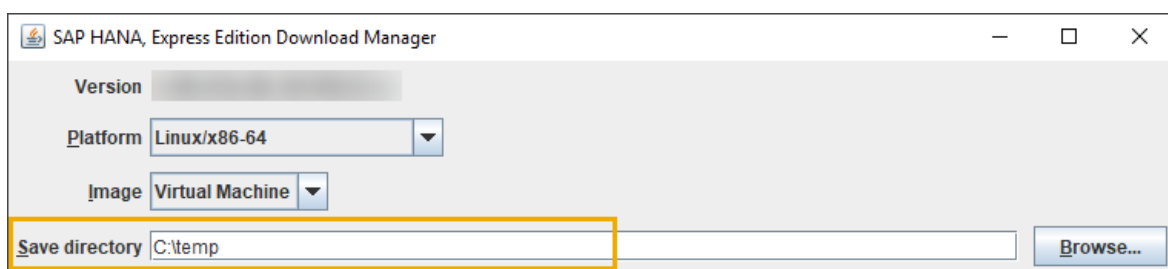 SAP HANA, Express Edition Download Manager
Version
Platform Linux/x86-64
Image Virtual Machine
Save directory C:\temp Browse...